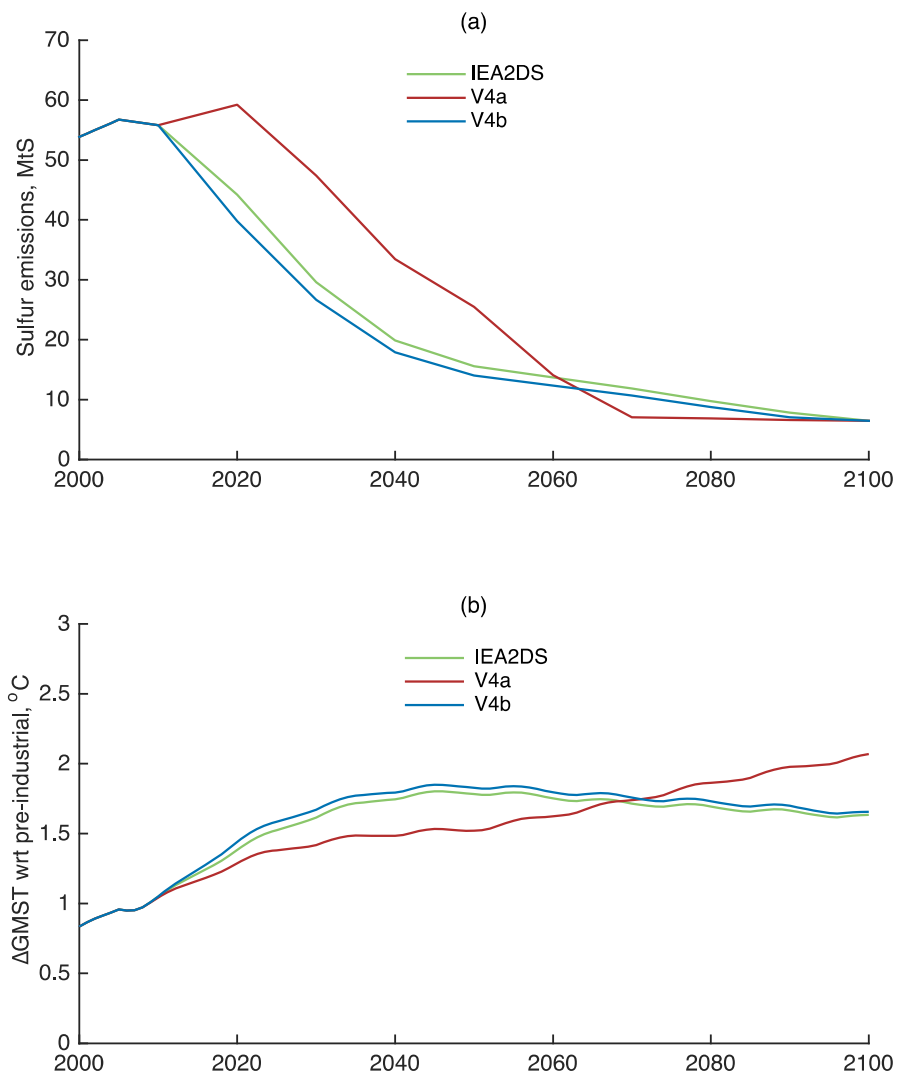 (a)
70
60
50
40
30
20
10
0
Sulfur emissions, MtS
IEA2DS
V4a
V4b
2000 2020 2040 2060 2080 2100
(b)
3
2.5
2
1.5
1
0.5
0
ΔGMST wrt pre-industrial, °C
IEA2DS
V4a
V4b
2000 2020 2040 2060 2080 2100